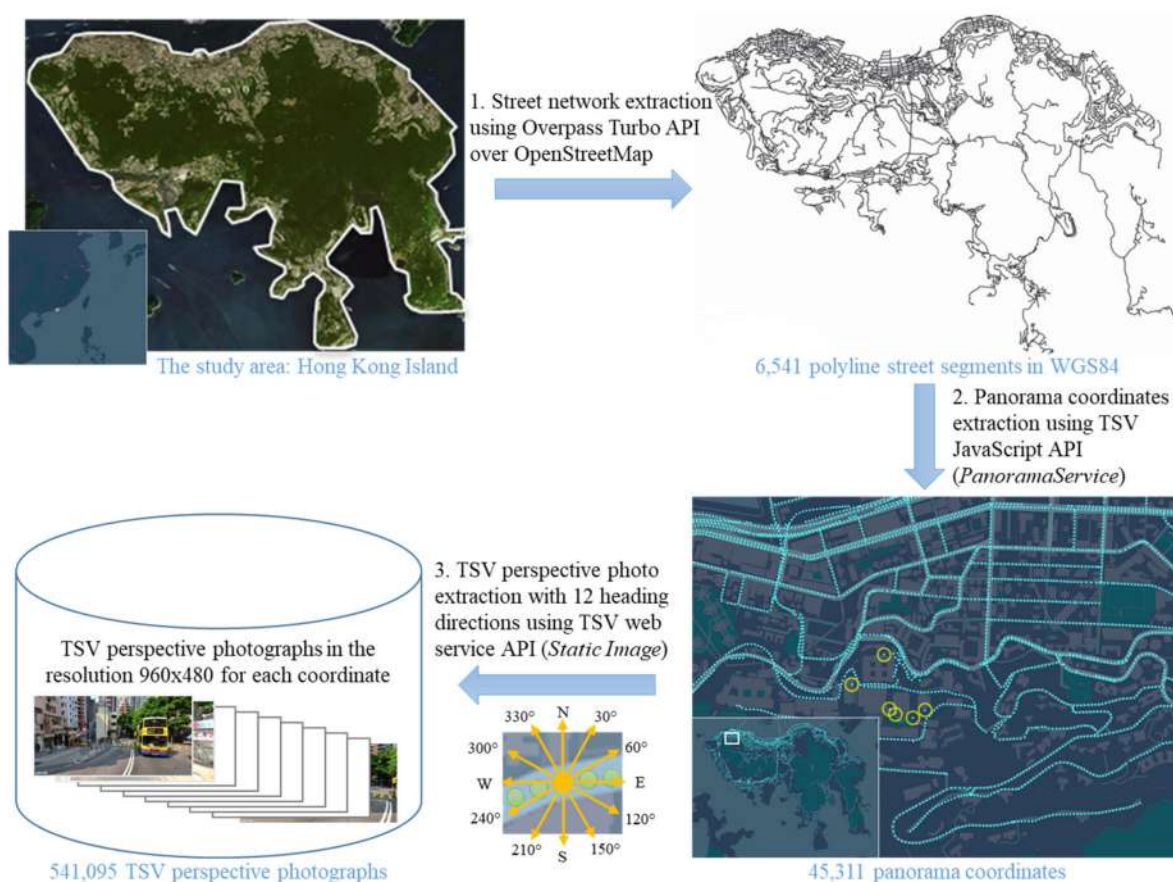 1. Street network extraction
using Overpass Turbo API
over OpenStreetMap
The study area: Hong Kong Island
6,541 polyline street segments in WGS84
2. Panorama coordinates
extraction using TSV
JavaScript API
(PanoramaService)
3. TSV perspective photo
extraction with 12 heading
directions using TSV web
service API (Static Image)
TSV perspective photographs in the
resolution 960x480 for each coordinate
N
330° 30°
300° 60°
W E
240° 120°
210° 150°
S
541,095 TSV perspective photographs
45,311 panorama coordinates